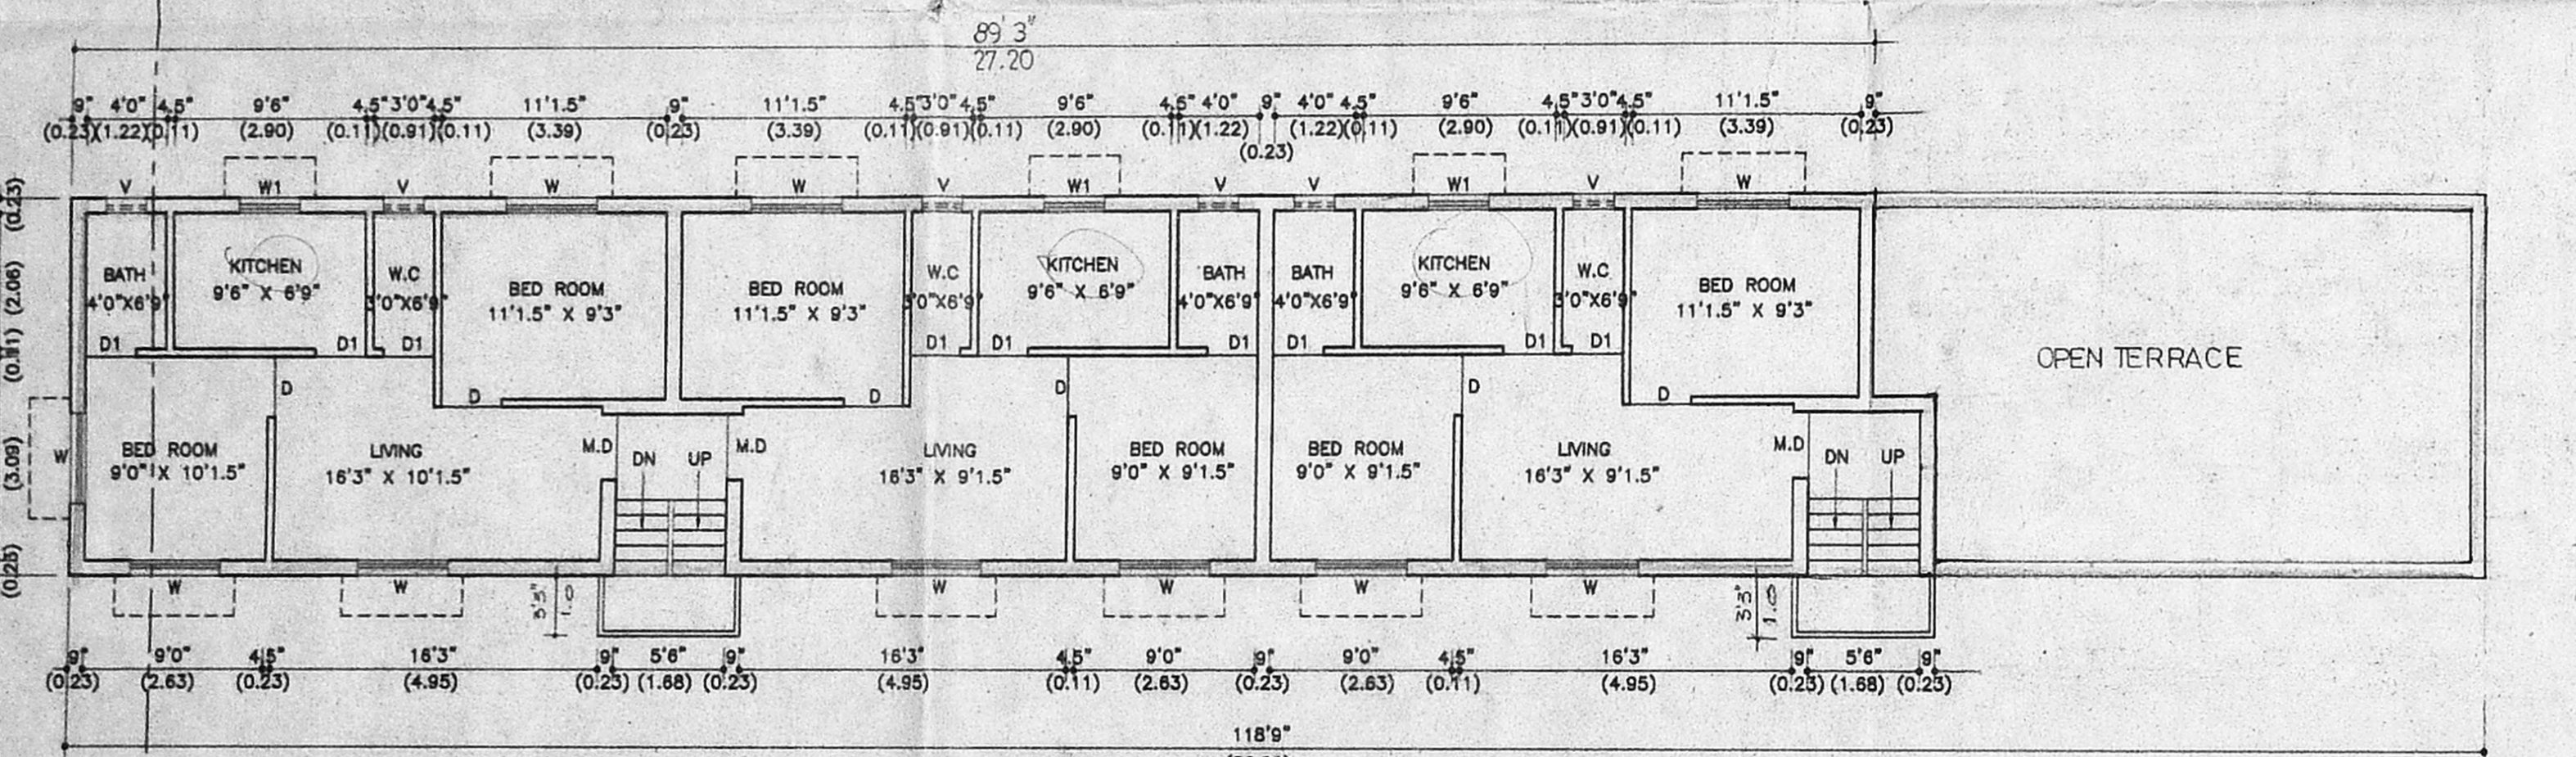 89'3"
27.20
9" 4'0" 4.5" 9'6" 4.5" 3'0" 4.5" 11'1.5" 9" 11'1.5" 4.5" 3'0" 4.5" 9'6" 4.5" 4'0" 9" 4'0" 4.5" 9'6" 4.5" 3'0" 4.5" 11'1.5" 9"
(0.23) (1.22) (0.11) (2.90) (0.11) (0.91) (0.11) (3.39) (0.23) (3.39) (0.11) (0.91) (0.11) (2.90) (0.11) (1.22) (0.23) (1.22) (0.11) (2.90) (0.11) (0.91) (0.11) (3.39) (0.23)
V W1 V W W V W1 V V W1 V W
(0.23)
(2.06)
(0.11)
(3.09)
(0.23)
BATH
4'0"X6'9"
KITCHEN
9'6" X 6'9"
W.C
3'0"X6'9"
BED ROOM
11'1.5" X 9'3"
BED ROOM
11'1.5" X 9'3"
W.C
3'0"X6'9"
KITCHEN
9'6" X 6'9"
BATH
4'0"X6'9"
BATH
4'0"X6'9"
KITCHEN
9'6" X 6'9"
W.C
3'0"X6'9"
BED ROOM
11'1.5" X 9'3"
OPEN TERRACE
D1 D1 D1 D1 D1 D1 D1 D1 D1
D D D D D D
W
BED ROOM
9'0" X 10'1.5"
LIVING
16'3" X 10'1.5"
M.D
DN UP
M.D
LIVING
16'3" X 9'1.5"
BED ROOM
9'0" X 9'1.5"
BED ROOM
9'0" X 9'1.5"
LIVING
16'3" X 9'1.5"
M.D
DN UP
W W W W W W
3'3"
1.0
3'3"
1.0
9" 9'0" 4.5" 16'3" 9" 5'6" 9" 16'3" 4.5" 9'0" 9" 9'0" 4.5" 16'3" 9" 5'6" 9"
(0.23) (2.63) (0.23) (4.95) (0.23) (1.68) (0.23) (4.95) (0.11) (2.63) (0.23) (2.63) (0.11) (4.95) (0.23) (1.68) (0.23)
118'9"